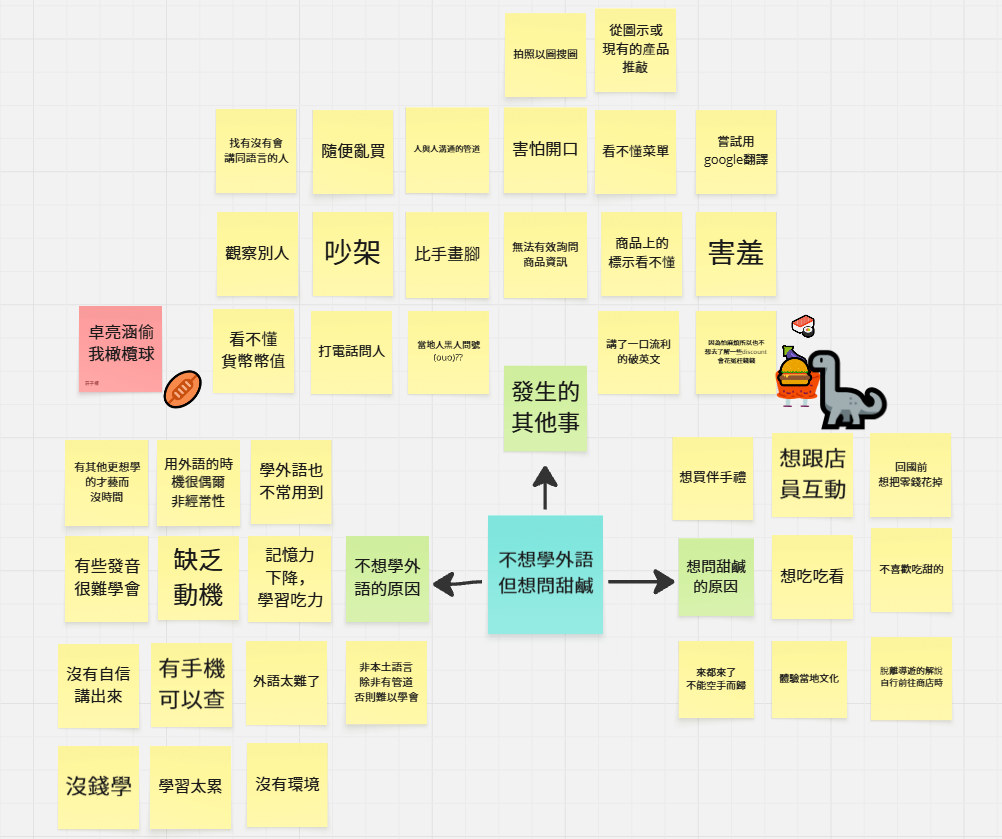 拍照以圖搜圖
從圖示或
現有的產品
推敲
找有沒有會
講同語言的人
隨便亂買
人與人溝通的管道
害怕開口
看不懂菜單
嘗試用
google翻譯
觀察別人
吵架
比手畫腳
無法有效詢問
商品資訊
商品上的
標示看不懂
害羞
卓亮涵偷
我橄欖球
看不懂
貨幣幣值
打電話問人
當地人黑人問號
(ouo)??
講了一口流利
的破英文
因為怕麻煩所以也不
想去了解一些discount
會花冤枉錢錢
發生的
其他事
有其他更想學
的才藝而
沒時間
用外語的時
機很偶爾
非經常性
學外語也
不常用到
想買伴手禮
想跟店
員互動
回國前
想把零錢花掉
有些發音
很難學會
缺乏
動機
記憶力
下降，
學習吃力
不想學外
語的原因
不想學外語
但想問甜鹹
想問甜鹹
的原因
想吃吃看
不喜歡吃甜的
沒有自信
講出來
有手機
可以查
外語太難了
非本土語言
除非有管道
否則難以學會
來都來了
不能空手而歸
體驗當地文化
脫離導遊的解說
自行前往商店時
沒錢學
學習太累
沒有環境